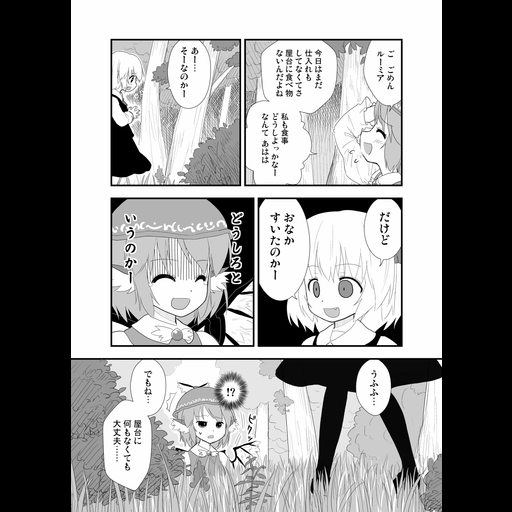 ご ごめん
ルーミア
今日はまだ
仕入れも
してなくてさ
屋台に食べ物
ないんだよね
私も食事
どうしよっかなー
なんて あはは
あー…
そーなのかー
だけど
おなか
すいたのかー
どうしろと
いうのかー
うふふ…
!?
ビクッ
でもね…
屋台に
何もなくても
大丈夫……